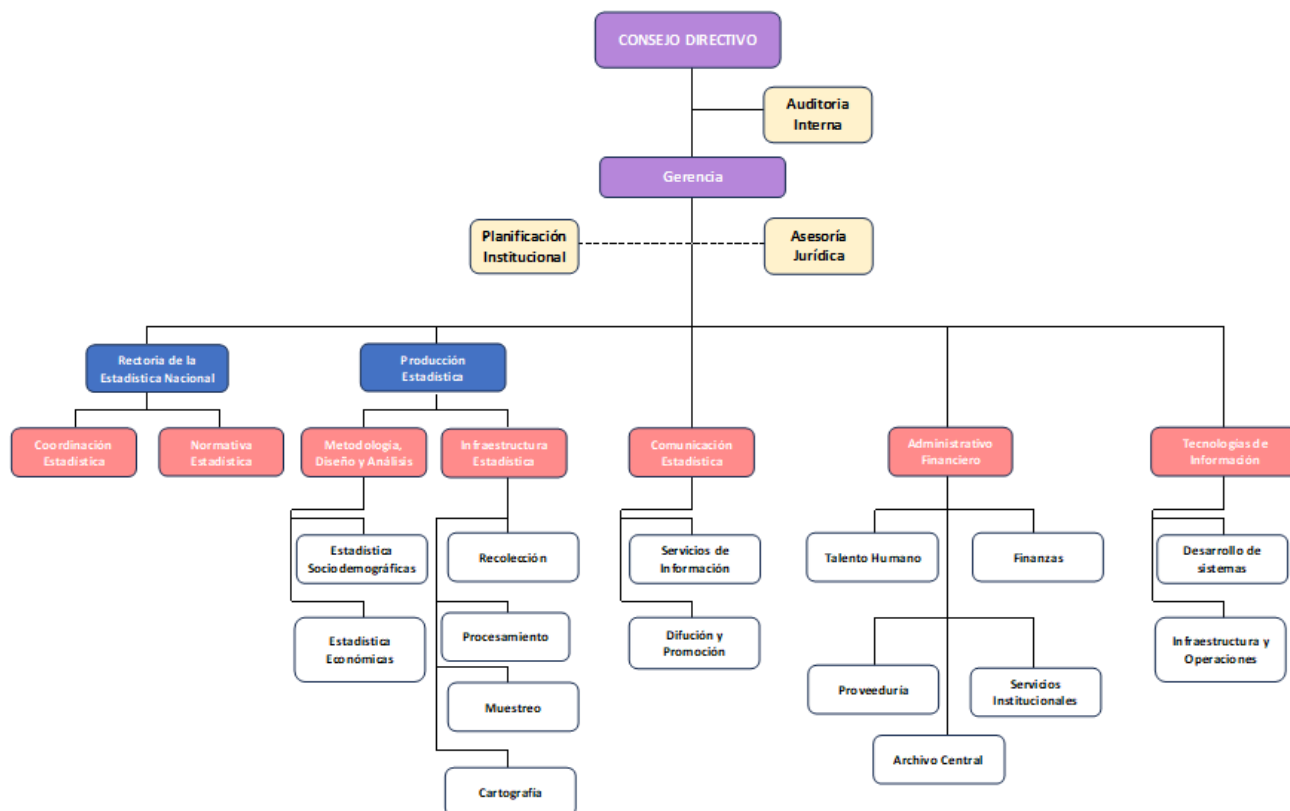 CONSEJO DIRECTIVO
Auditoria
Interna
Gerencia
Planificación
Institucional
Asesoría
Jurídica
Rectoria de la
Estadística Nacional
Producción
Estadística
Coordinación
Estadística
Normativa
Estadística
Metodología,
Diseño y Análisis
Infraestructura
Estadística
Comunicación
Estadística
Administrativo
Financiero
Tecnologías de
Información
Estadística
Sociodemográficas
Recolección
Servicios de
Información
Talento Humano
Finanzas
Desarrollo de
sistemas
Estadística
Económicas
Procesamiento
Difución y
Promoción
Infraestructura y
Operaciones
Muestreo
Proveeduría
Servicios
Institucionales
Archivo Central
Cartografía